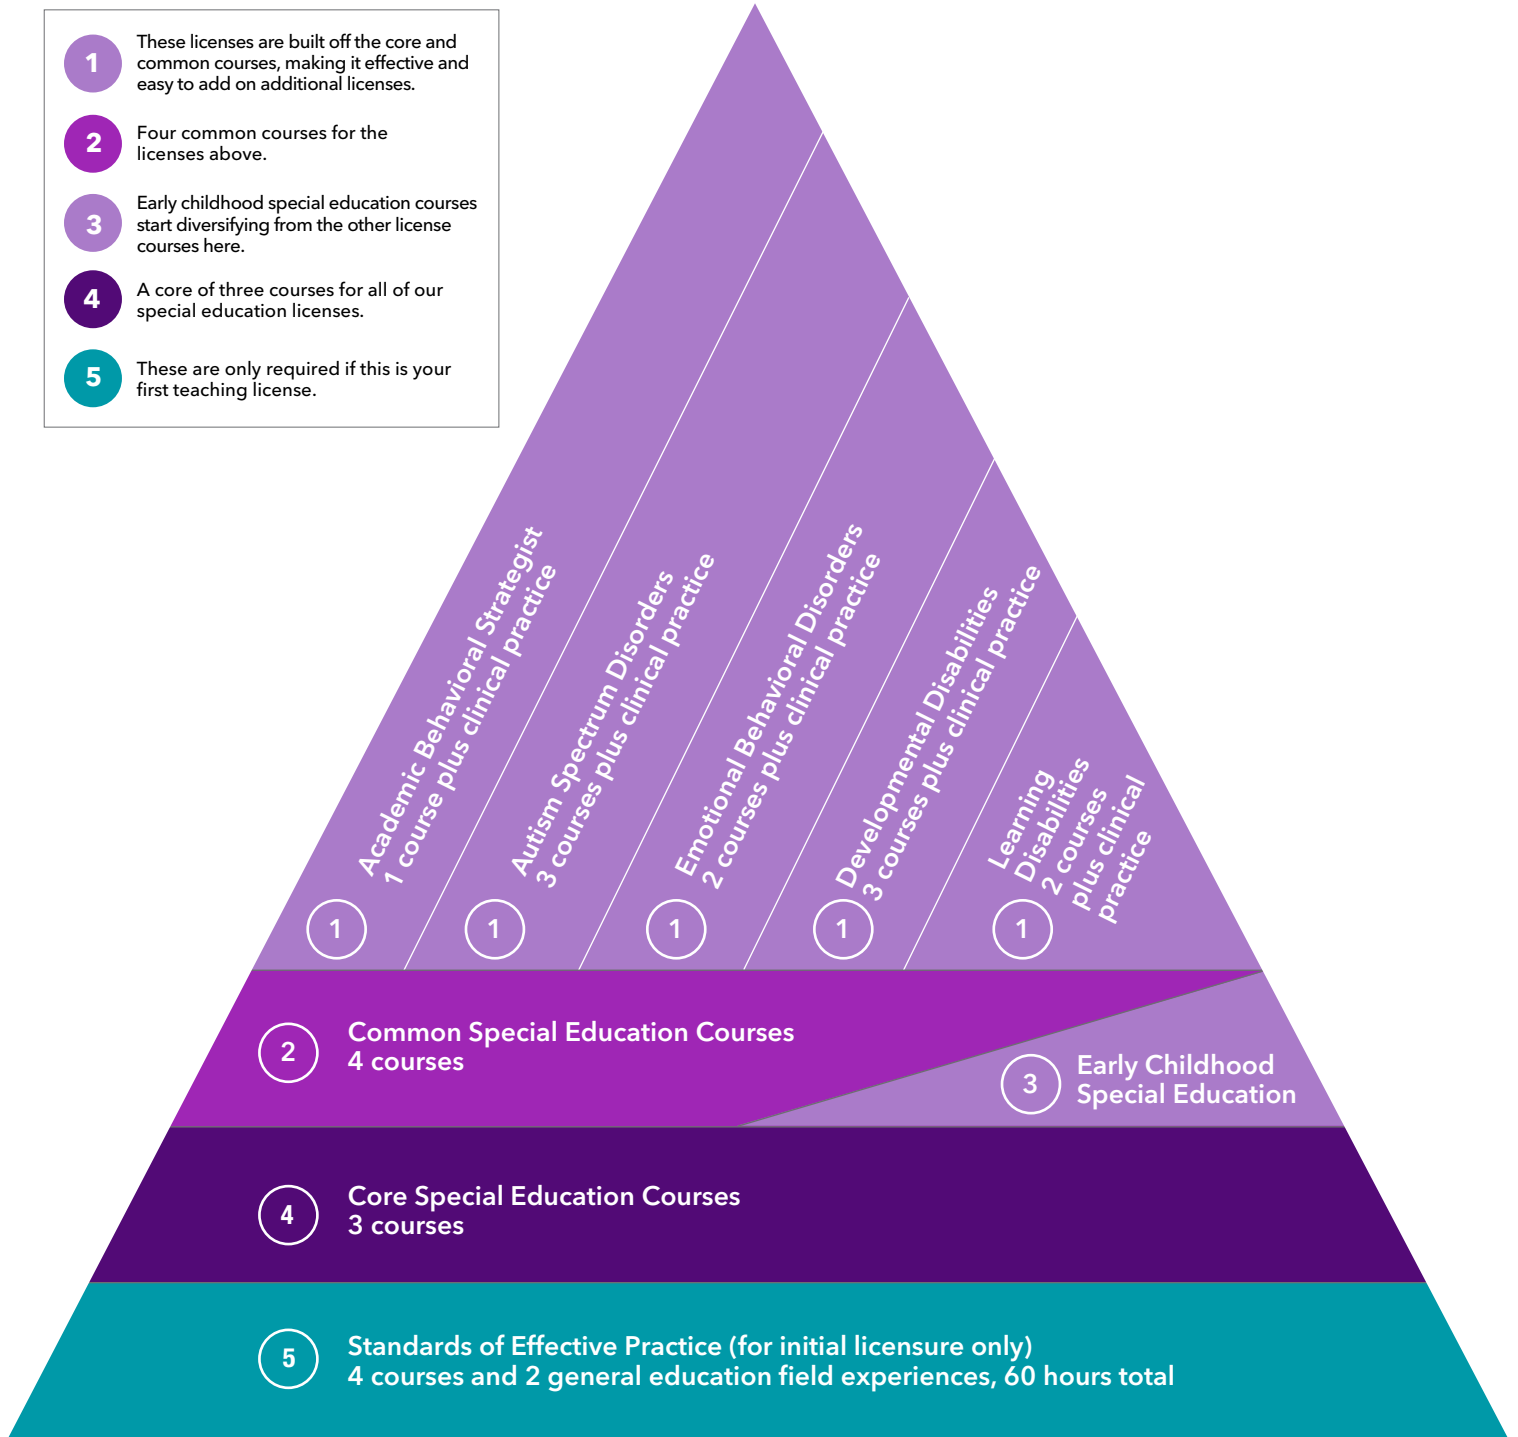 1
These licenses are built off the core and
common courses, making it effective and
easy to add on additional licenses.
2
Four common courses for the
licenses above.
3
Early childhood special education courses
start diversifying from the other license
courses here.
4
A core of three courses for all of our
special education licenses.
5
These are only required if this is your
first teaching license.
Academic Behavioral Strategist
1 course plus clinical practice
1
Autism Spectrum Disorders
3 courses plus clinical practice
1
Emotional Behavioral Disorders
2 courses plus clinical practice
1
Developmental Disabilities
3 courses plus clinical practice
1
Learning
Disabilities
2 courses
plus clinical
practice
1
2
Common Special Education Courses
4 courses
3
Early Childhood
Special Education
4
Core Special Education Courses
3 courses
5
Standards of Effective Practice (for initial licensure only)
4 courses and 2 general education field experiences, 60 hours total